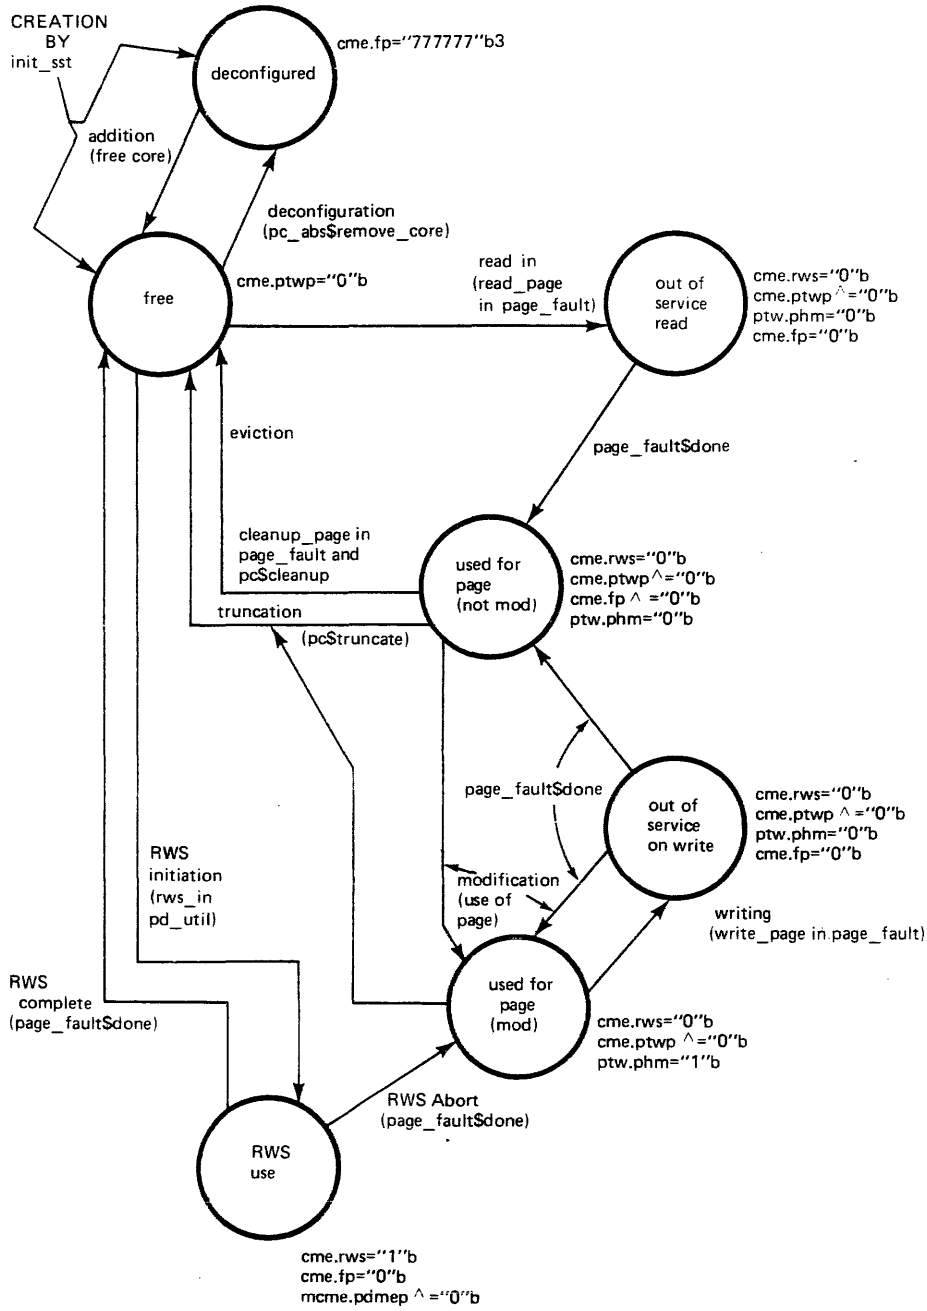 CREATION
BY
init_sst
deconfigured
cme.fp="777777"b3
addition
(free core)
deconfiguration
(pc_abs$remove_core)
free
cme.ptwp="0"b
read in
(read_page
in page_fault)
out of
service
read
cme.rws="0"b
cme.ptwp ^="0"b
ptw.phm="0"b
cme.fp="0"b
eviction
page_fault$done
cleanup_page in
page_fault and
pc$cleanup
used for
page
(not mod)
cme.rws="0"b
cme.ptwp ^="0"b
cme.fp ^ ="0"b
ptw.phm="0"b
truncation
(pc$truncate)
page_fault$done
out of
service
on write
cme.rws="0"b
cme.ptwp ^ ="0"b
ptw.phm="0"b
cme.fp="0"b
RWS
initiation
(rws_in
pd_util)
modification
(use of
page)
writing
(write_page in page_fault)
RWS
complete
(page_fault$done)
used for
page
(mod)
cme.rws="0"b
cme.ptwp ^="0"b
ptw.phm="1"b
RWS Abort
(page_fault$done)
RWS
use
cme.rws="1"b
cme.fp="0"b
mcme.pdmep ^ ="0"b